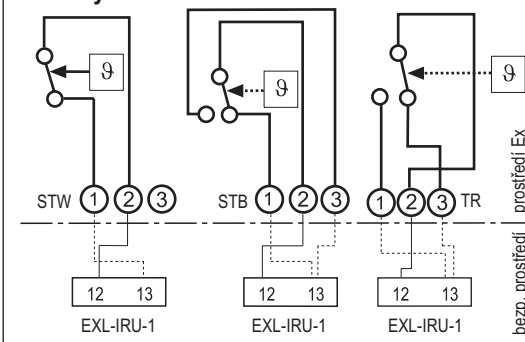 ϑ
ϑ
ϑ
STW 1 2 3
STB 1 2 3
1 2 3 TR
prostředí Ex
bezp. prostředí
12 13
12 13
12 13
EXL-IRU-1
EXL-IRU-1
EXL-IRU-1